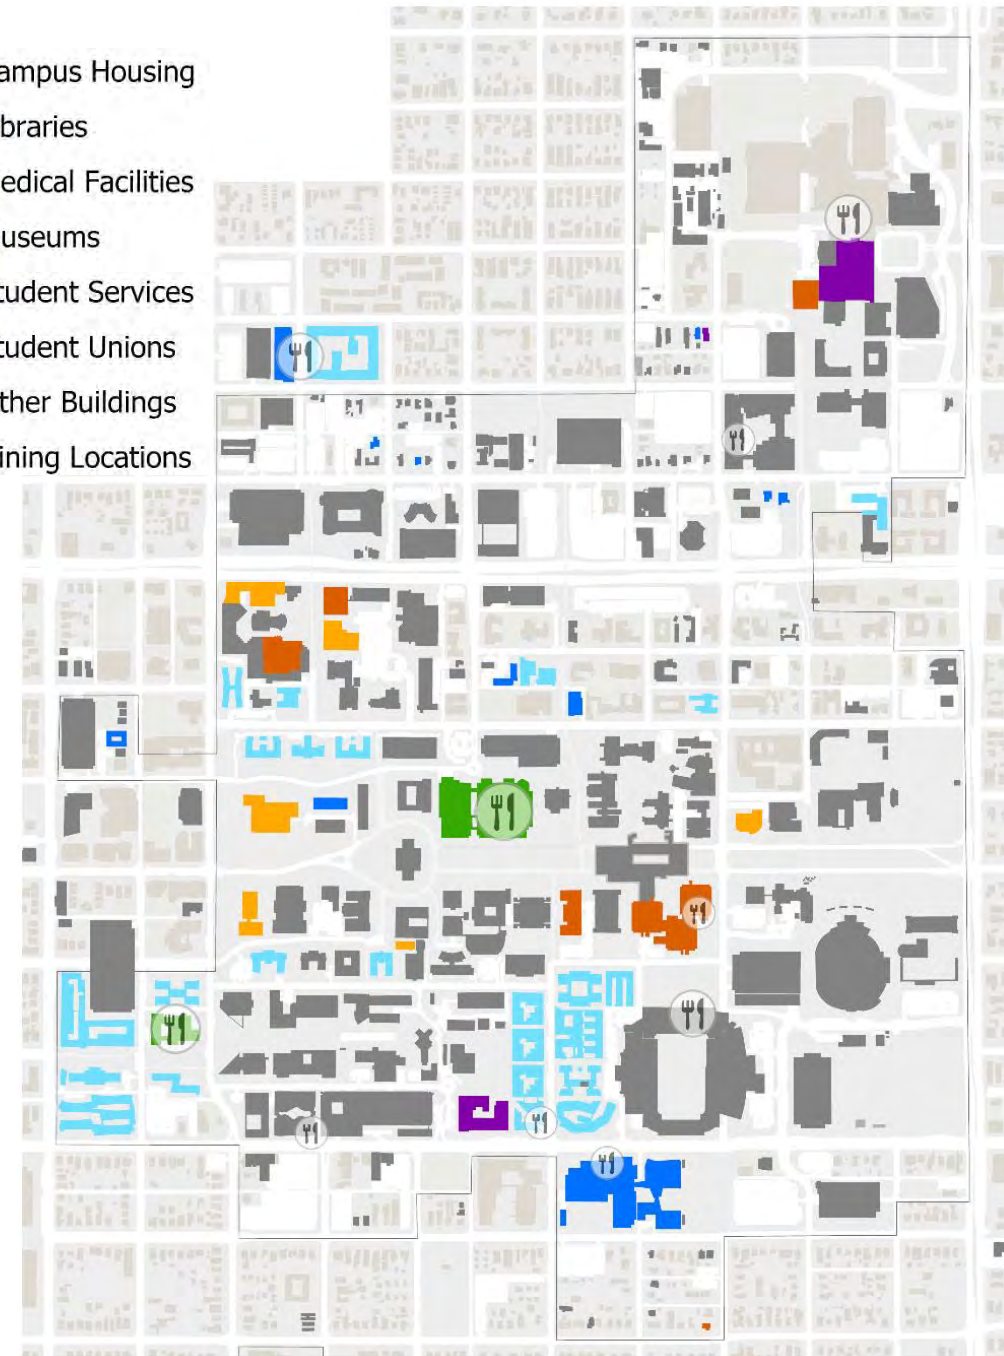 ampus Housing
braries
edical Facilities
useums
tudent Services
tudent Unions
ther Buildings
ining Locations